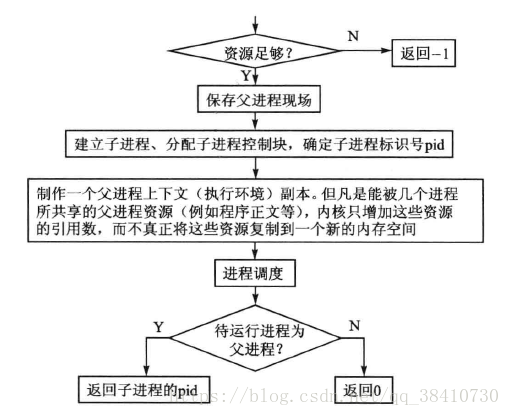 资源足够？
N
返回-1
Y
保存父进程现场
建立子进程、分配子进程控制块，确定子进程标识号pid
制作一个父进程上下文（执行环境）副本。但凡是能被几个进程
所共享的父进程资源（例如程序正文等），内核只增加这些资源
的引用数，而不真正将这些资源复制到一个新的内存空间
进程调度
Y
待运行进程为
父进程？
N
返回子进程的pid
返回0
https://blog.csdn.net/qq_38410730